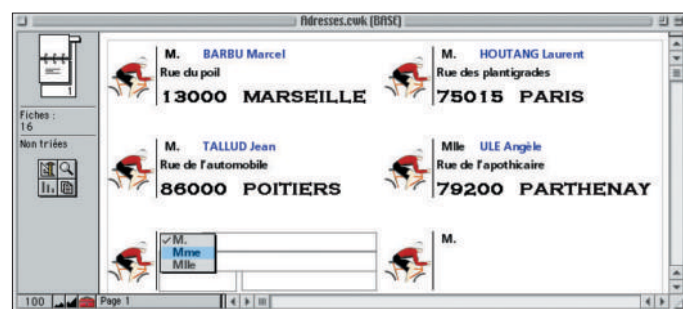 Adresses.cwk (BASE)
1
Fiches :
16
Non triées
M. BARBU Marcel
Rue du poil
13000 MARSEILLE
M. HOUTANG Laurent
Rue des plantigrades
75015 PARIS
M. TALLUD Jean
Rue de l'automobile
86000 POITIERS
Mlle ULE Angèle
Rue de l'apothicaire
79200 PARTHENAY
✓M.
Mme
Mlle
M.
100 Page 1